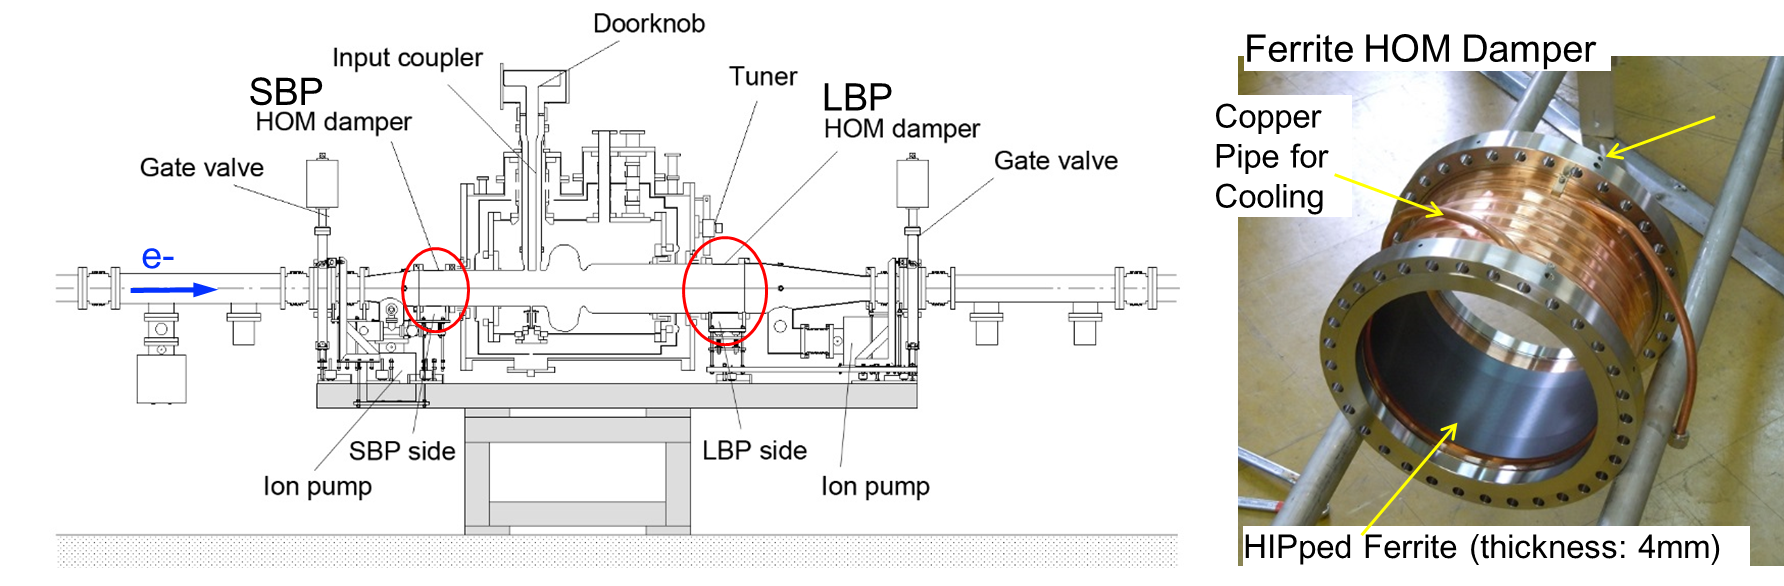 Doorknob
Input coupler
SBP
HOM damper
Tuner
LBP
HOM damper
Gate valve
Gate valve
e-
SBP side
LBP side
Ion pump
Ion pump
Ferrite HOM Damper
Copper
Pipe for
Cooling
HIPped Ferrite (thickness: 4mm)